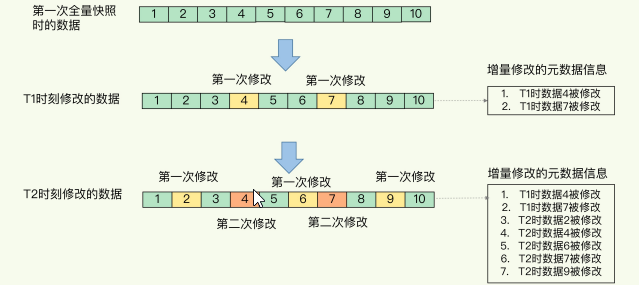 第一次全量快照
时的数据
1 2 3 4 5 6 7 8 9 10
第一次修改 第一次修改
T1时刻修改的数据
1 2 3 4 5 6 7 8 9 10
增量修改的元数据信息
1. T1时数据4被修改
2. T1时数据7被修改
第一次修改 第一次修改 第一次修改
T2时刻修改的数据
1 2 3 4 5 6 7 8 9 10
第二次修改 第二次修改
增量修改的元数据信息
1. T1时数据4被修改
2. T1时数据7被修改
3. T2时数据2被修改
4. T2时数据4被修改
5. T2时数据6被修改
6. T2时数据7被修改
7. T2时数据9被修改